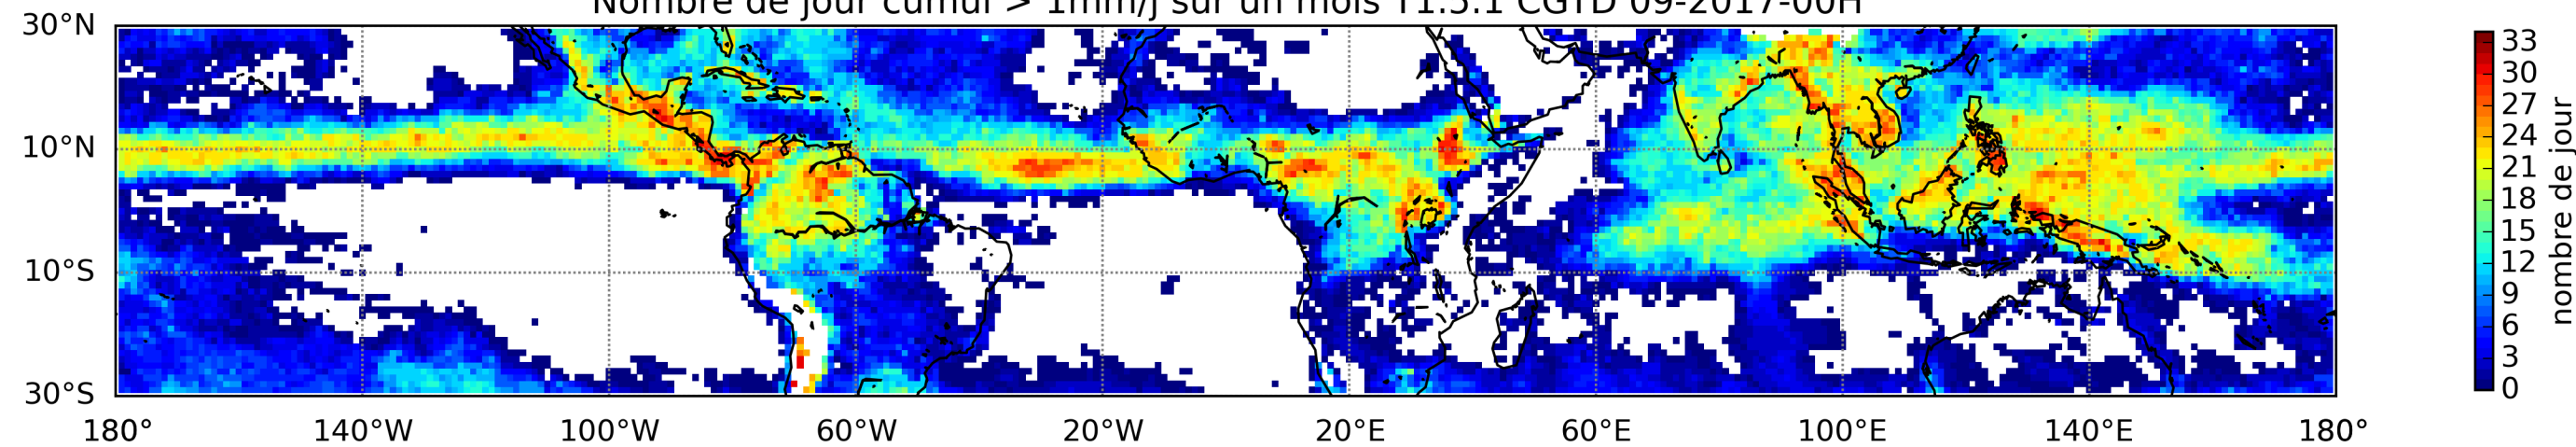 Nombre de jour cumul > 1mm/j sur un mois T1.5.1 CGTD 09-2017-00H
30°N
10°N
10°S
30°S
180°
140°W
100°W
60°W
20°W
20°E
60°E
100°E
140°E
180°
33
30
27
24
21
18
15
12
9
6
3
0
nombre de jour